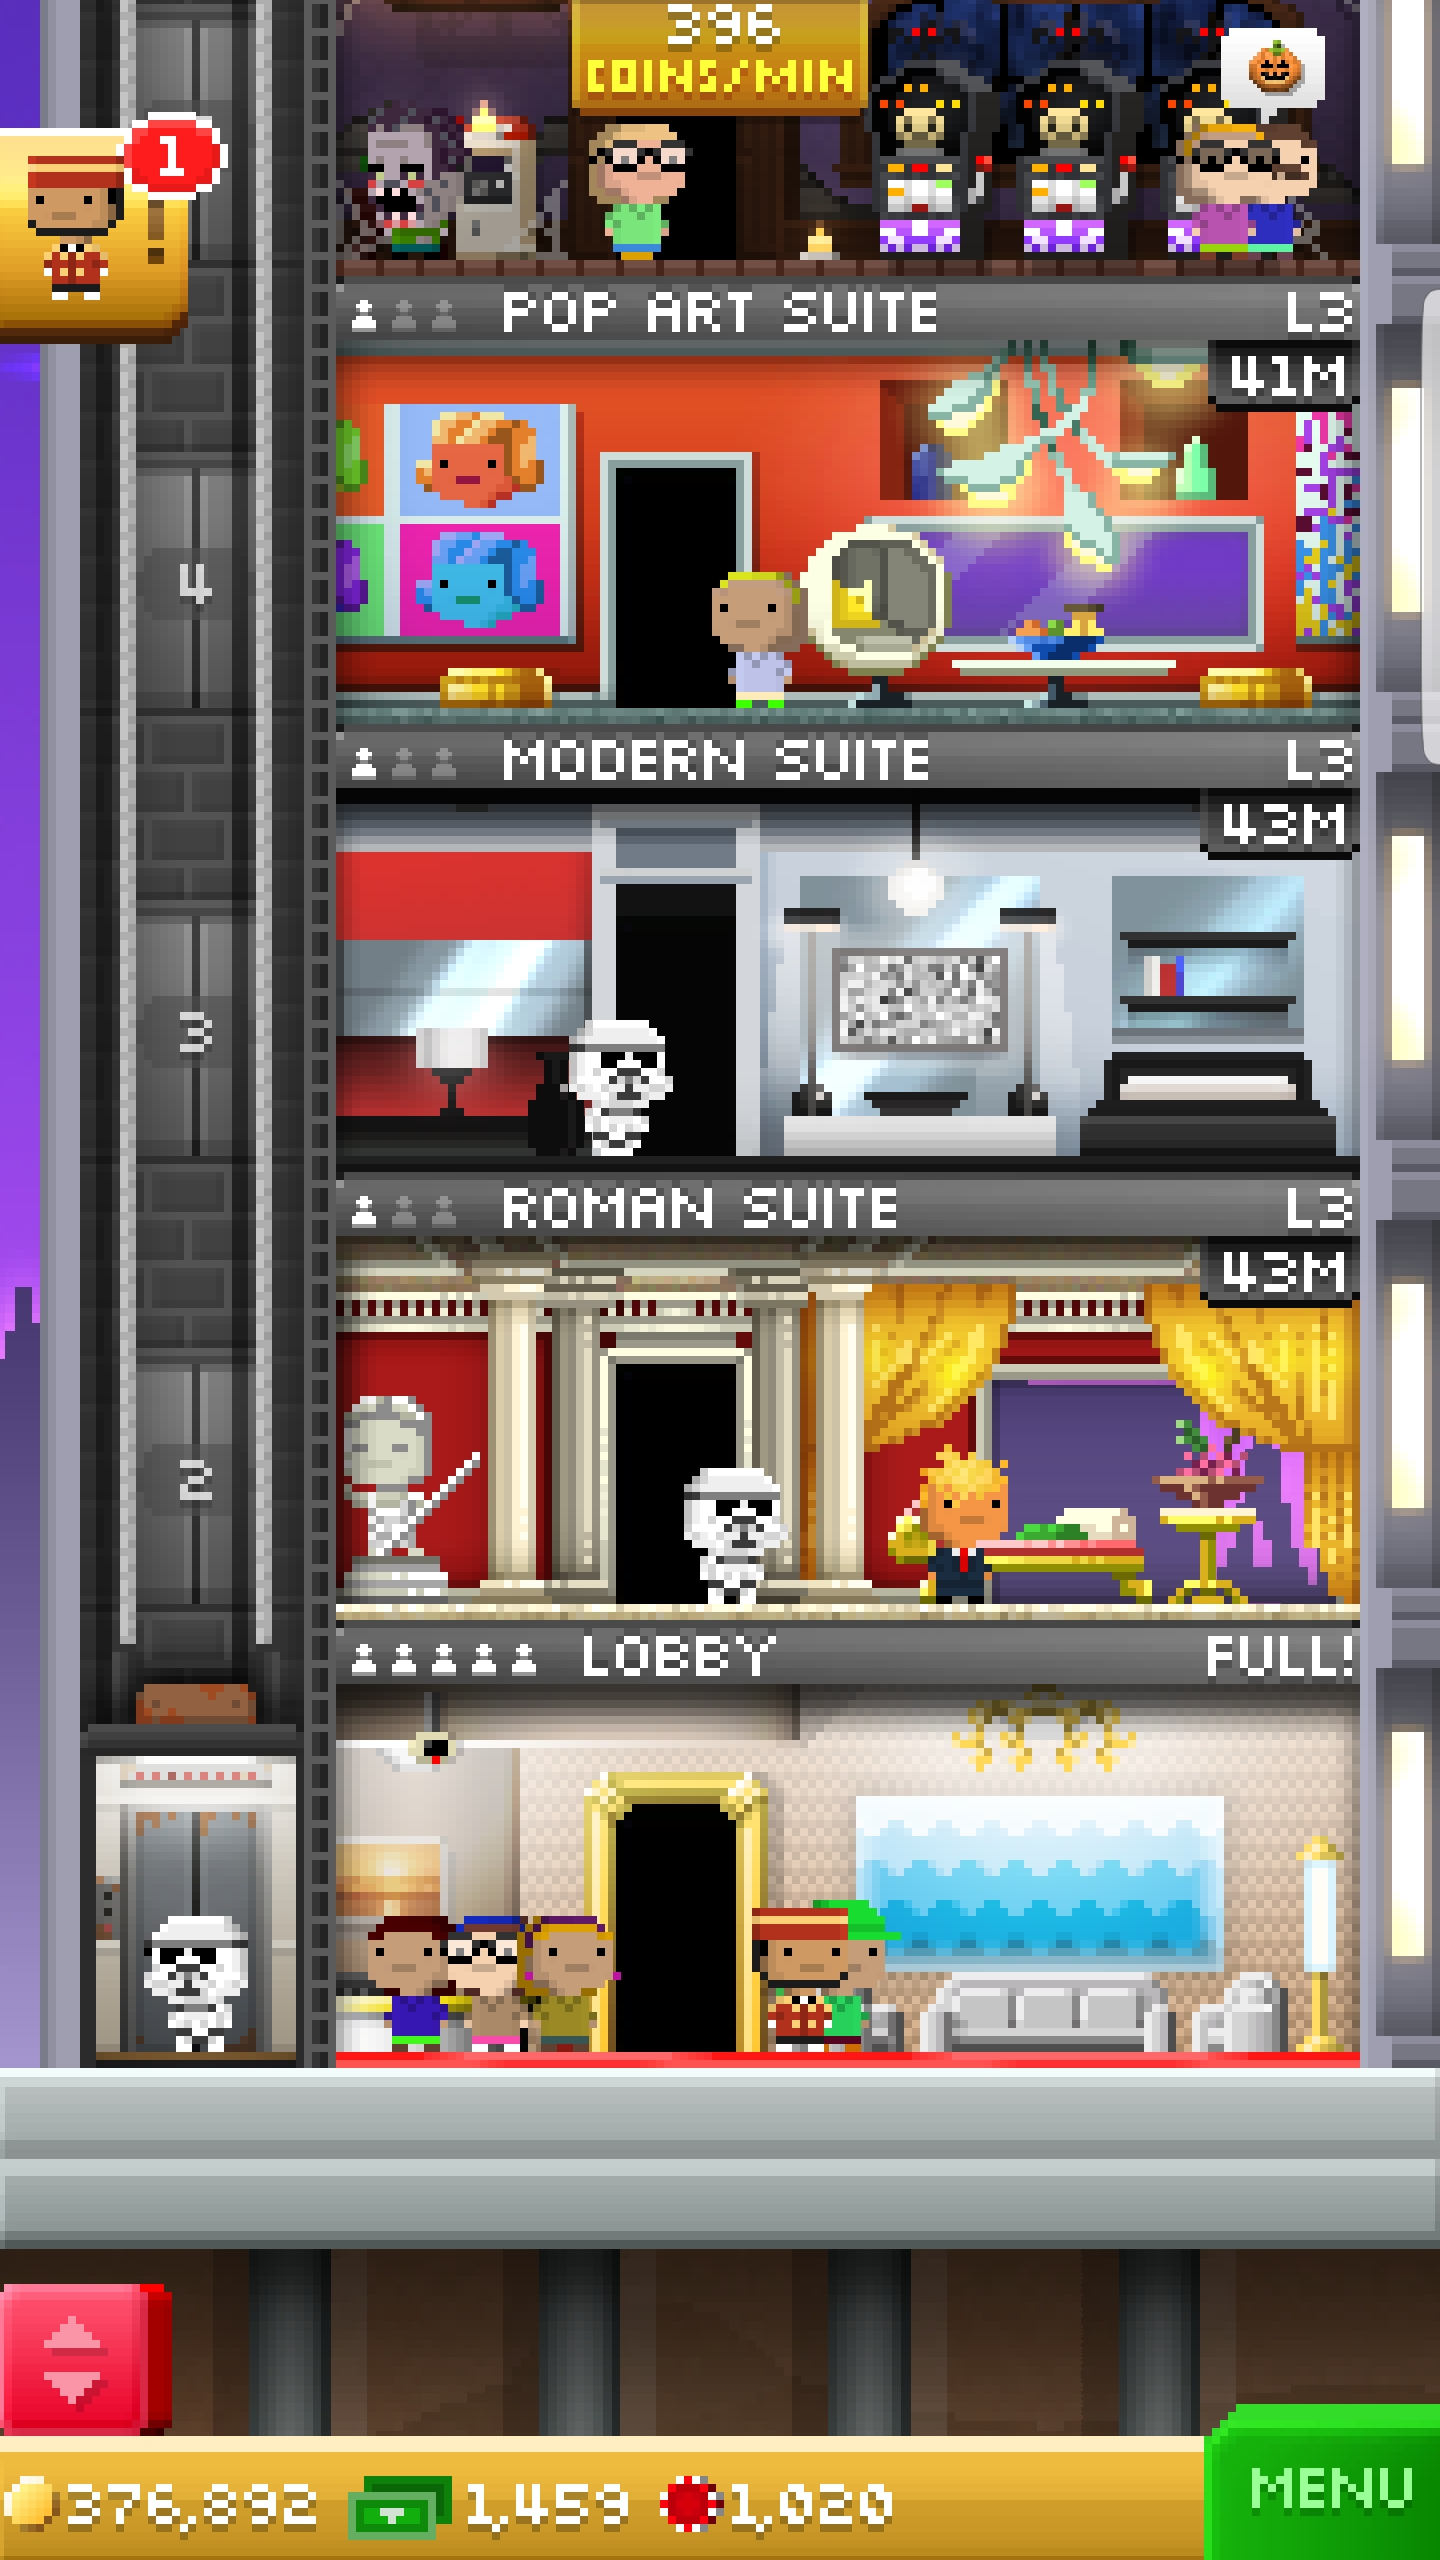 396
COINS/MIN
1
POP ART SUITE L3
41M
4
MODERN SUITE L3
43M
3
ROMAN SUITE L3
43M
2
LOBBY FULL!
376,892 1,459 1,020
MENU